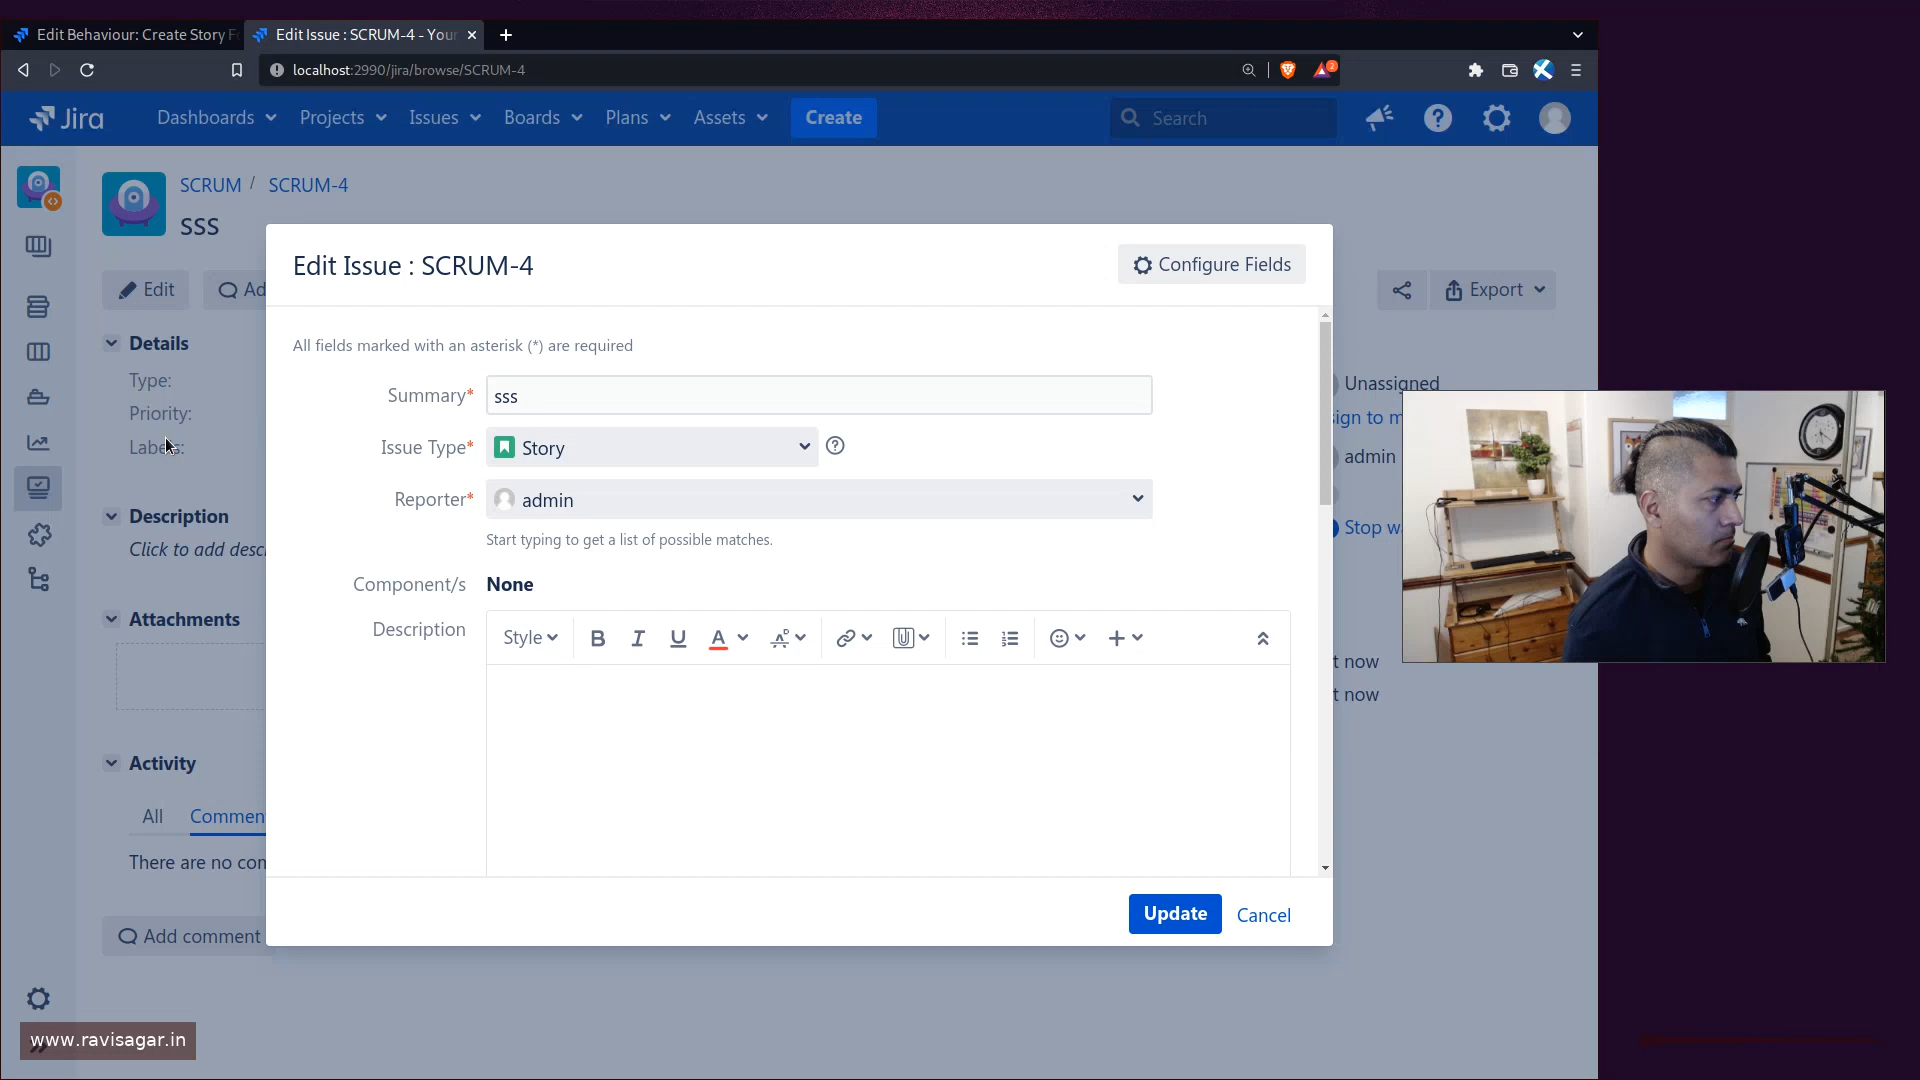 Edit Behaviour: Create Story F
Edit Issue : SCRUM-4 - Your
localhost:2990/jira/browse/SCRUM-4
2
Jira
Dashboards
Projects
Issues
Boards
Plans
Assets
Create
Search
SCRUM / SCRUM-4
sss
Edit
Ad
Export
Edit Issue : SCRUM-4
Configure Fields
All fields marked with an asterisk (*) are required
Summary*
sss
Issue Type*
Story
Reporter*
admin
Start typing to get a list of possible matches.
Component/s
None
Description
Style
B I U A
Update
Cancel
Details
Type:
Priority:
Labels:
Description
Click to add desc
Attachments
Activity
All
Commen
There are no con
Add comment
Unassigned
ign to m
admin
Stop wa
t now
t now
www.ravisagar.in